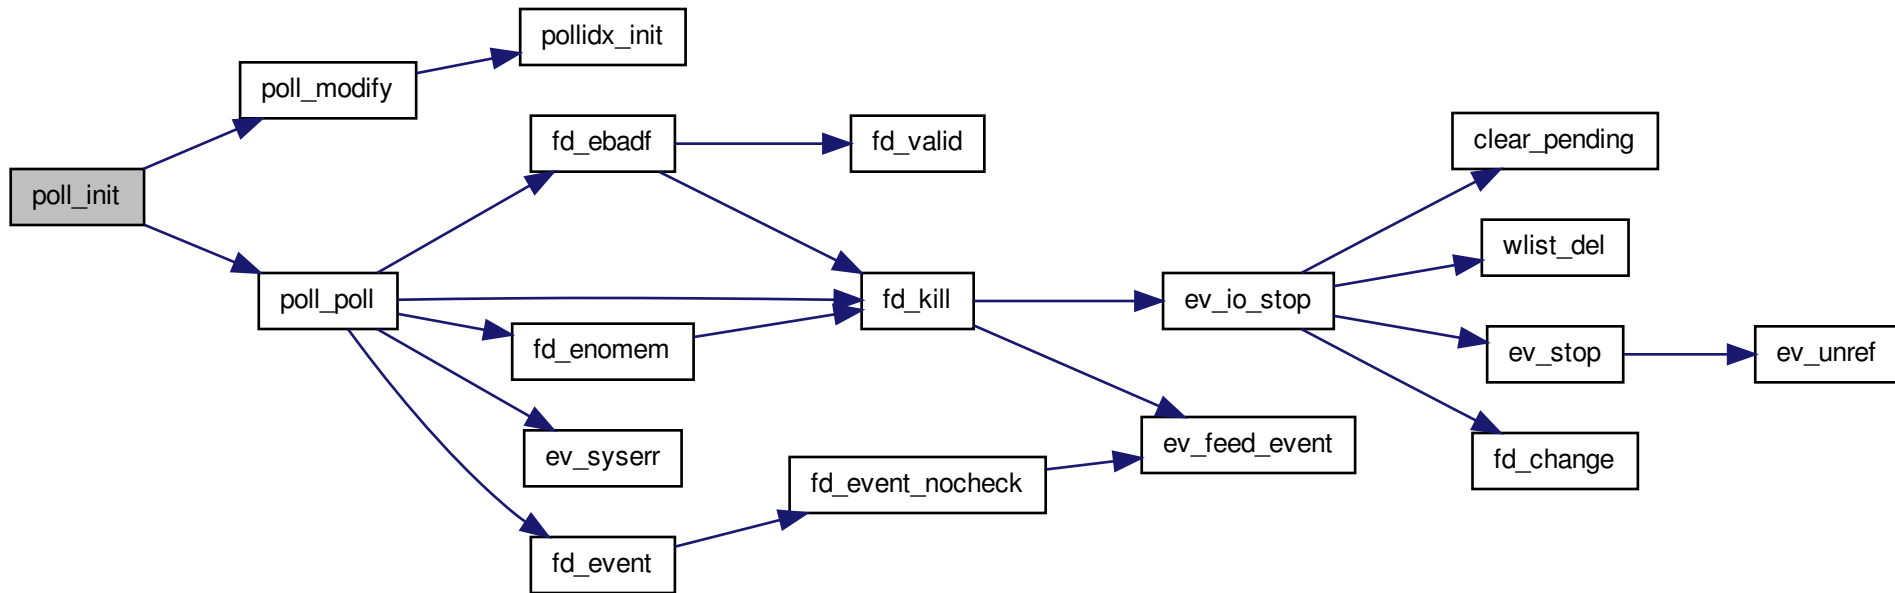 poll_init
poll_modify
pollidx_init
poll_poll
fd_ebadf
fd_valid
fd_kill
fd_enomem
ev_syserr
fd_event
fd_event_nocheck
ev_feed_event
ev_io_stop
clear_pending
wlist_del
ev_stop
ev_unref
fd_change